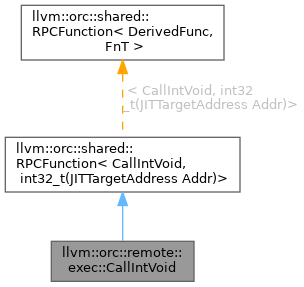 llvm::orc::shared::
RPCFunction< DerivedFunc,
FnT >
< CallIntVoid, int32
_t(JITTargetAddress Addr)>
llvm::orc::shared::
RPCFunction< CallIntVoid,
int32_t(JITTargetAddress Addr)>
llvm::orc::remote::
exec::CallIntVoid